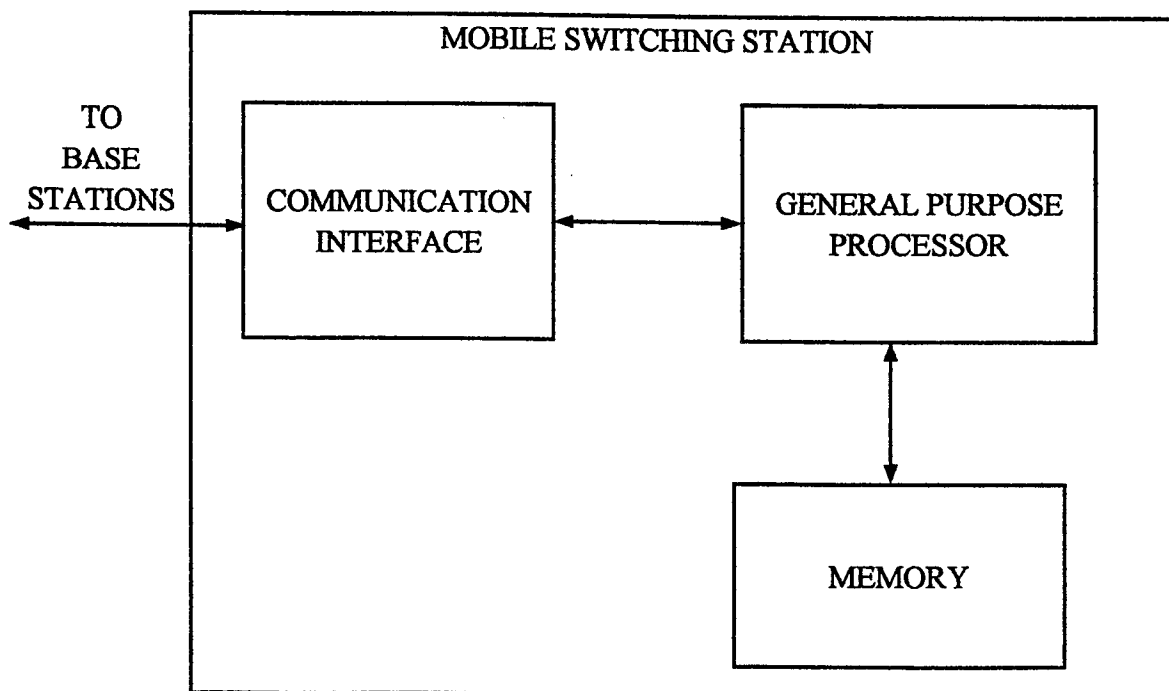 MOBILE SWITCHING STATION
TO
BASE
STATIONS
COMMUNICATION
INTERFACE
GENERAL PURPOSE
PROCESSOR
MEMORY